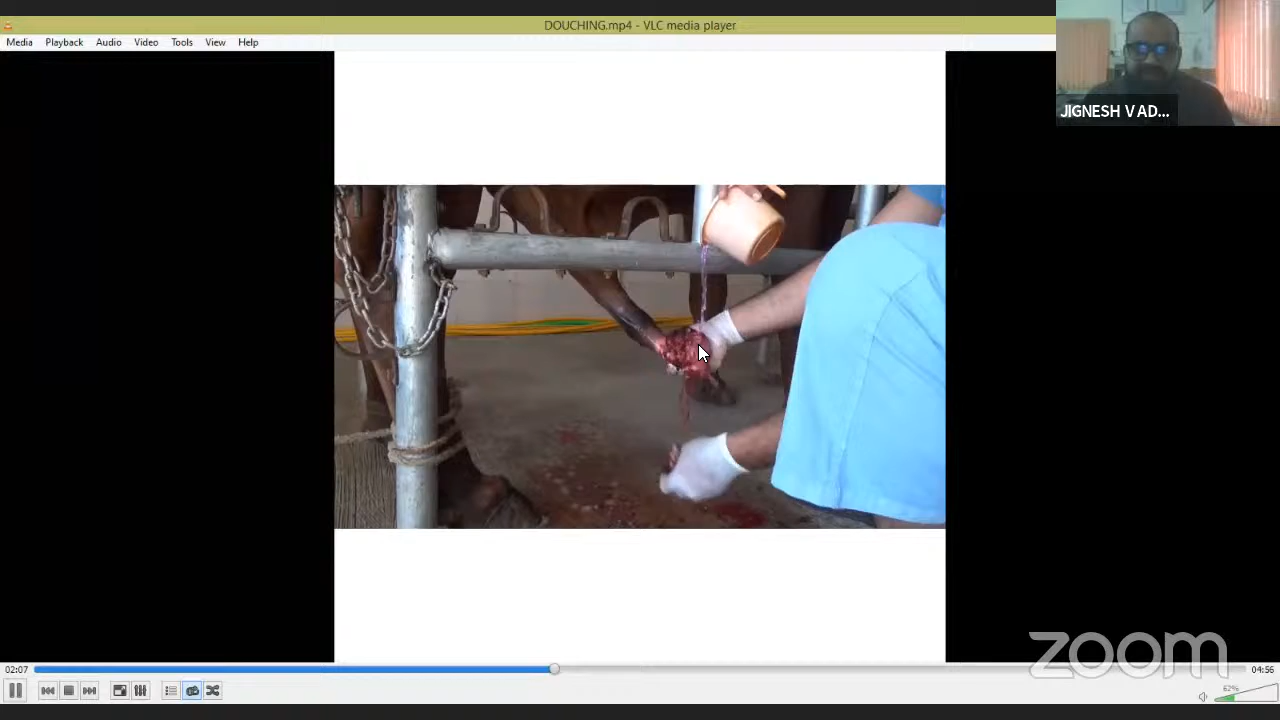 DOUCHING.mp4 - VLC media player
Media Playback Audio Video Tools View Help
JIGNESH V AD...
zoom
02:07
04:56
62%